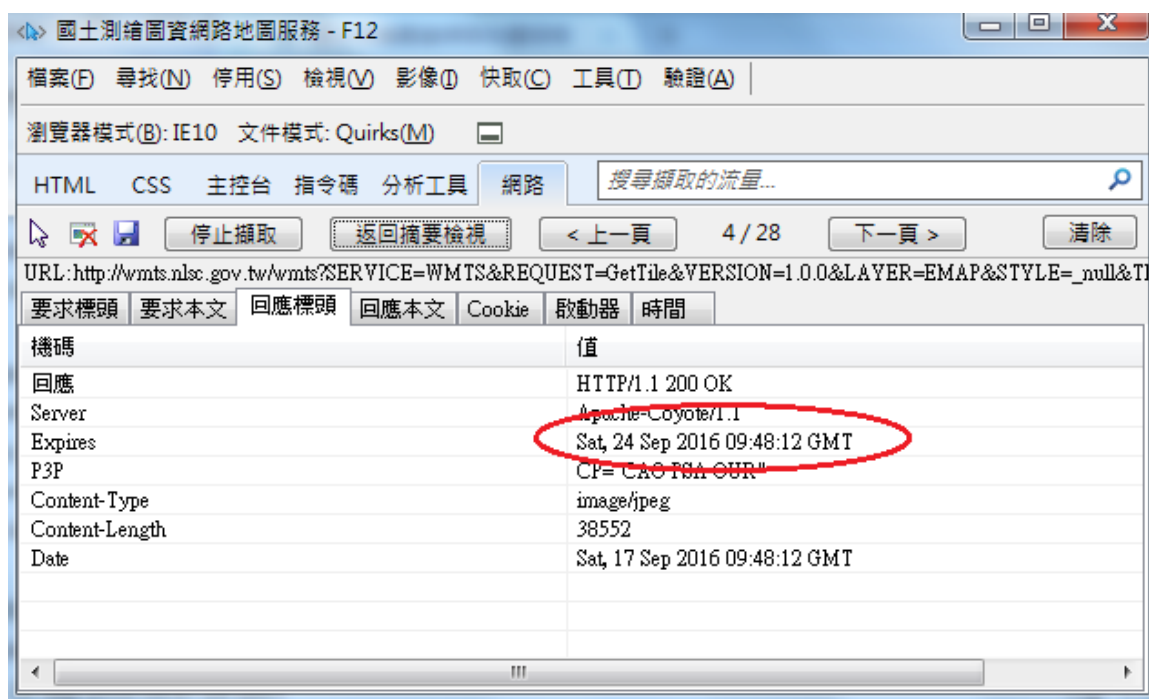 國土測繪圖資網路地圖服務 - F12
檔案(F) 尋找(N) 停用(S) 檢視(V) 影像(I) 快取(C) 工具(T) 驗證(A)
瀏覽器模式(B): IE10 文件模式: Quirks(M)
HTML CSS 主控台 指令碼 分析工具 網路 搜尋擷取的流量...
停止擷取 返回摘要檢視 < 上一頁 4 / 28 下一頁 > 清除
URL:http://wmts.nlsc.gov.tw/wmts?SERVICE=WMTS&REQUEST=GetTile&VERSION=1.0.0&LAYER=EMAP&STYLE=_null&TI
要求標頭 要求本文 回應標頭 回應本文 Cookie 啟動器 時間
機碼 值
回應 HTTP/1.1 200 OK
Server Apache-Coyote/1.1
Expires Sat, 24 Sep 2016 09:48:12 GMT
P3P CP="CAO PSA OUR"
Content-Type image/jpeg
Content-Length 38552
Date Sat, 17 Sep 2016 09:48:12 GMT